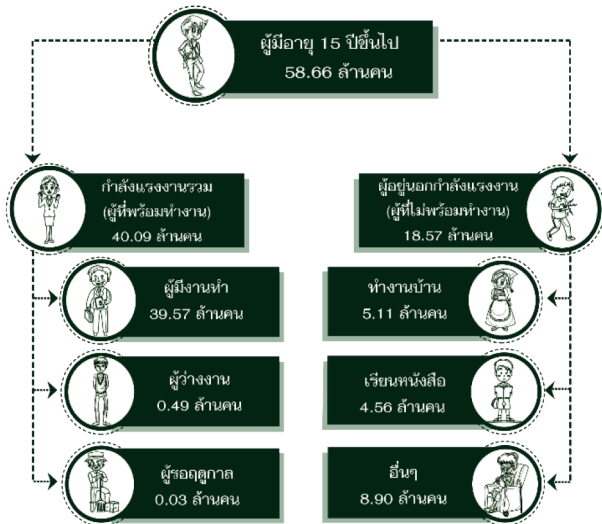 ผู้มีอายุ 15 ปีขึ้นไป
58.66 ล้านคน
กำลังแรงงานรวม
(ผู้ที่พร้อมทำงาน)
40.09 ล้านคน
ผู้อยู่นอกกำลังแรงงาน
(ผู้ที่ไม่พร้อมทำงาน)
18.57 ล้านคน
ผู้มีงานทำ
39.57 ล้านคน
ทำงานบ้าน
5.11 ล้านคน
ผู้ว่างงาน
0.49 ล้านคน
เรียนหนังสือ
4.56 ล้านคน
ผู้รอฤดูกาล
0.03 ล้านคน
อื่นๆ
8.90 ล้านคน